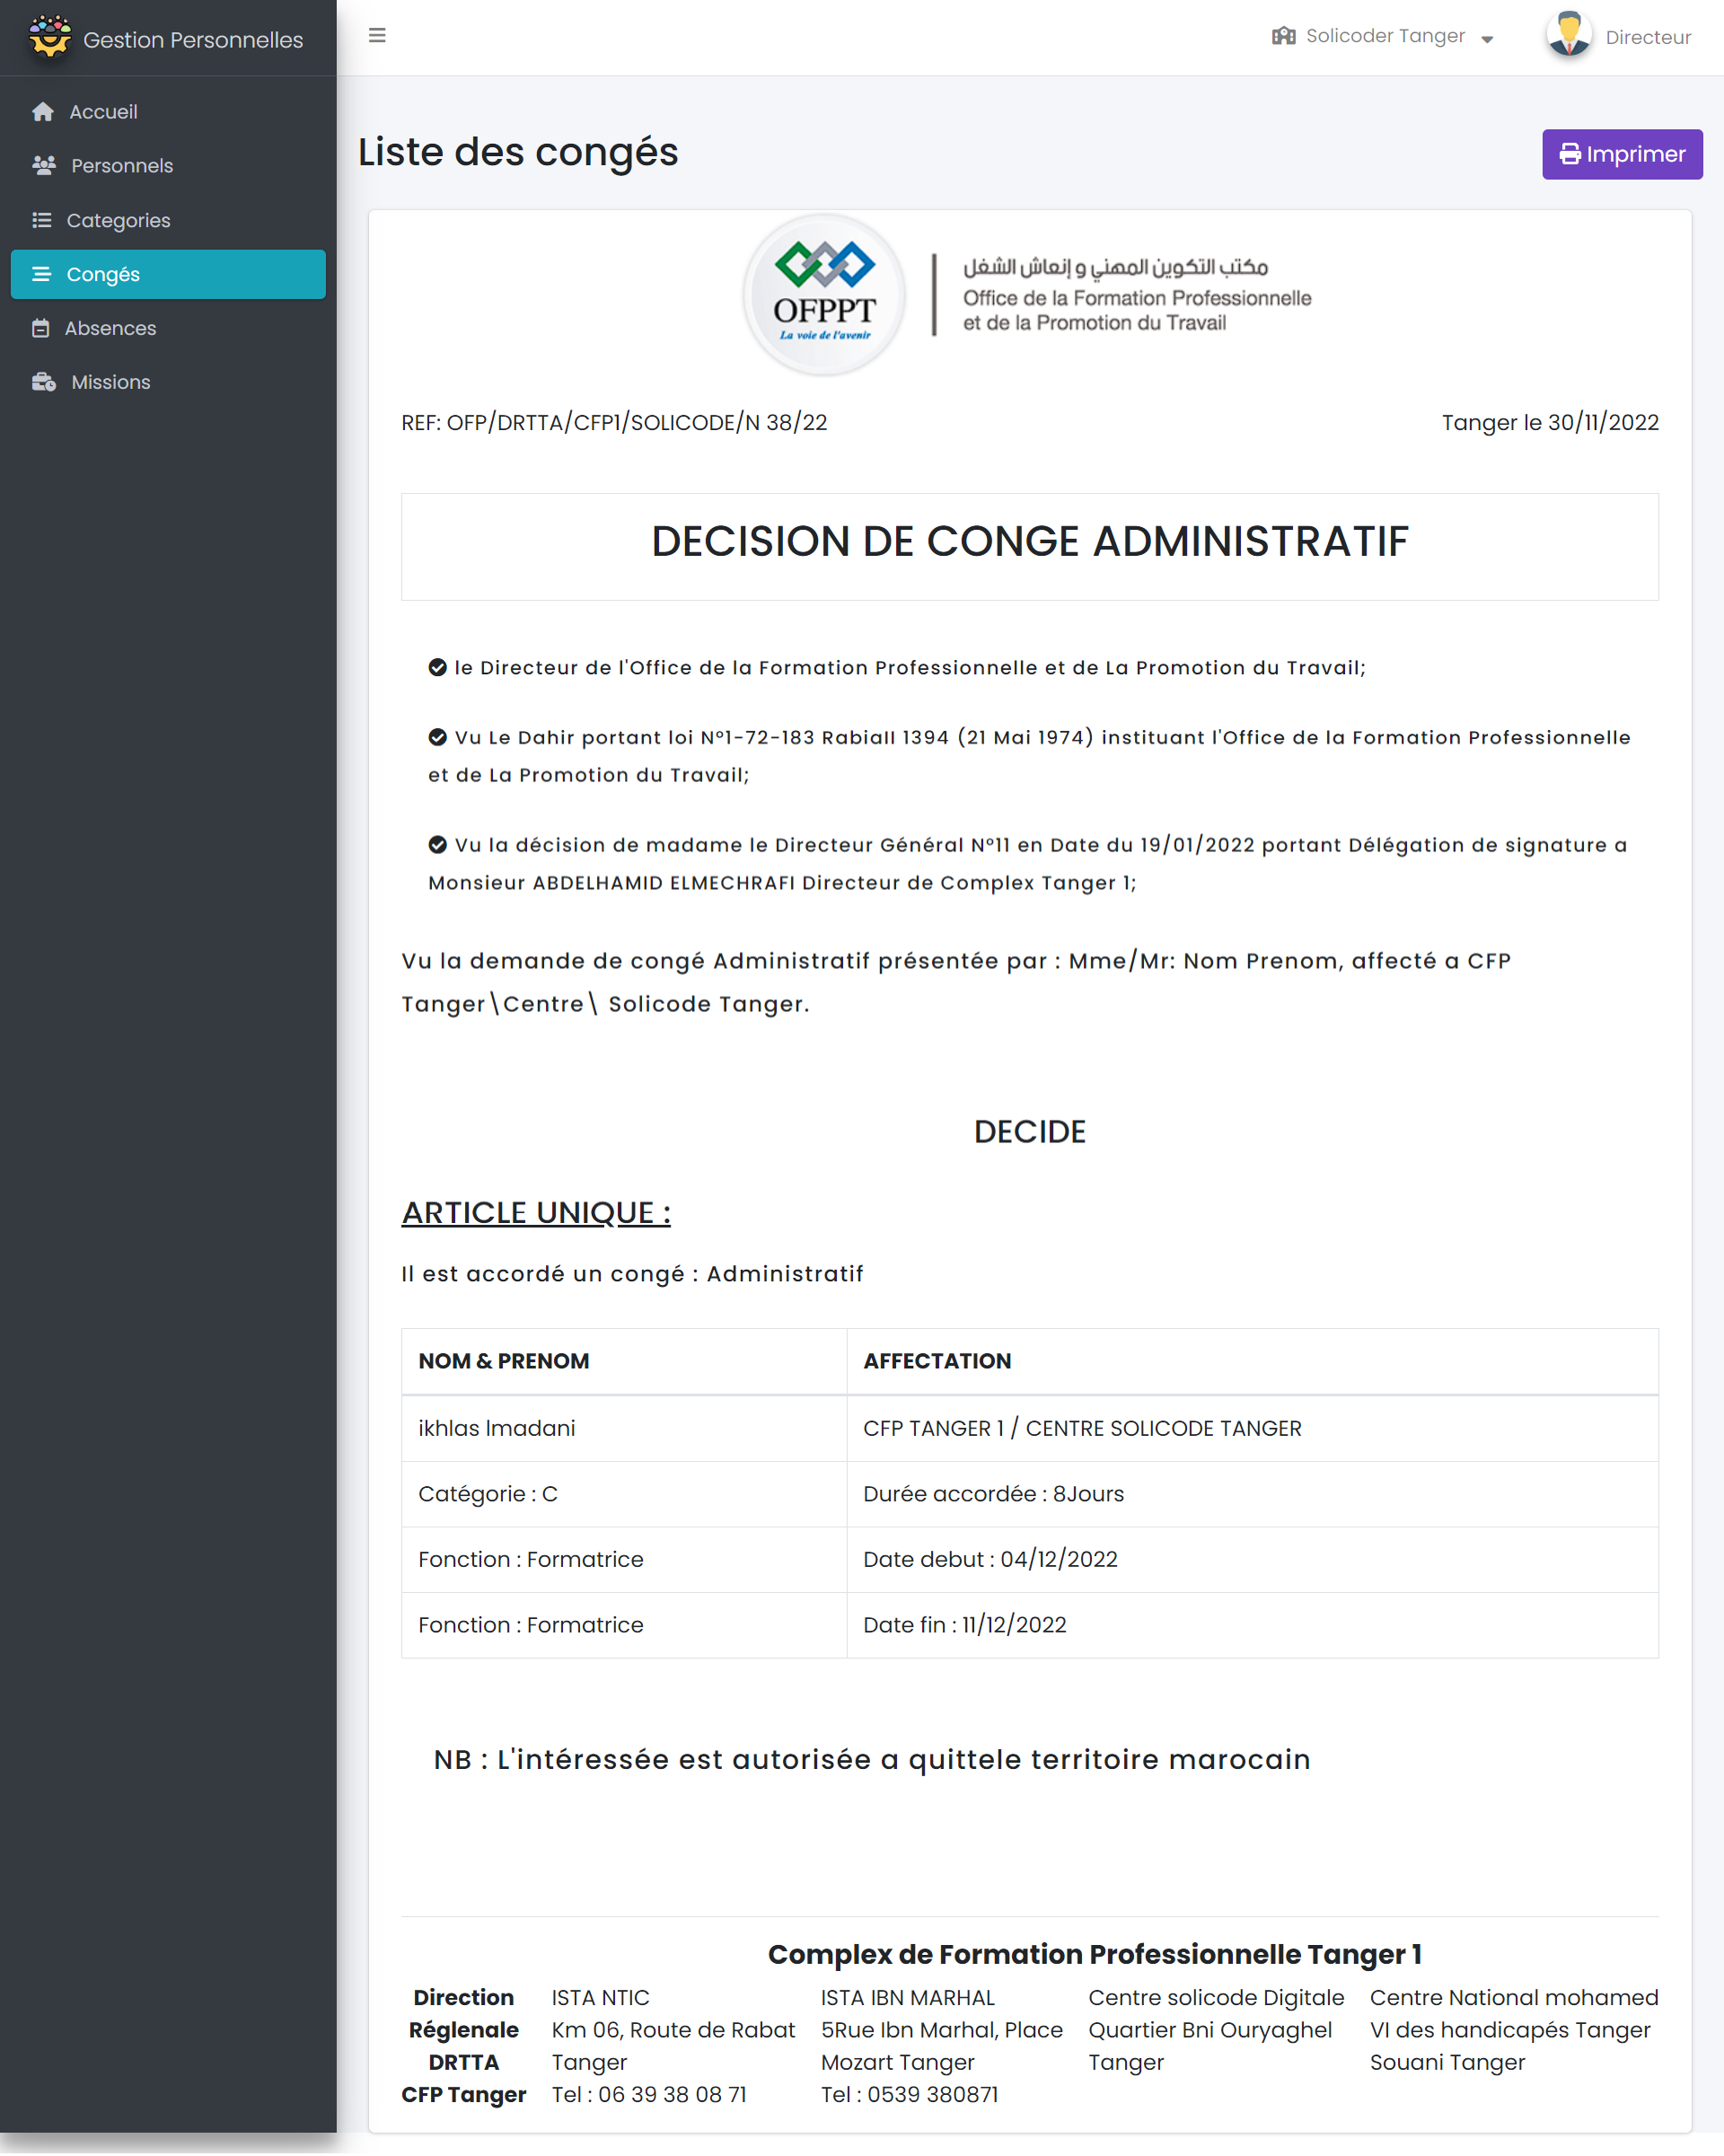 Gestion Personnelles
Solicoder Tanger
Directeur
Accueil
Personnels
Categories
Congés
Absences
Missions
Liste des congés
Imprimer
OFPPT
La voie de l'avenir
مكتب التكوين المهني و إنعاش الشغل
Office de la Formation Professionnelle
et de la Promotion du Travail
REF: OFP/DRTTA/CFP1/SOLICODE/N 38/22
Tanger le 30/11/2022
DECISION DE CONGE ADMINISTRATIF
le Directeur de l'Office de la Formation Professionnelle et de La Promotion du Travail;
Vu Le Dahir portant loi N°1-72-183 RabiaII 1394 (21 Mai 1974) instituant l'Office de la Formation Professionnelle
et de La Promotion du Travail;
Vu la décision de madame le Directeur Général N°11 en Date du 19/01/2022 portant Délégation de signature a
Monsieur ABDELHAMID ELMECHRAFI Directeur de Complex Tanger 1;
Vu la demande de congé Administratif présentée par : Mme/Mr: Nom Prenom, affecté a CFP
Tanger\Centre\ Solicode Tanger.
DECIDE
ARTICLE UNIQUE :
Il est accordé un congé : Administratif
NOM & PRENOM
AFFECTATION
ikhlas lmadani
CFP TANGER 1 / CENTRE SOLICODE TANGER
Catégorie : C
Durée accordée : 8Jours
Fonction : Formatrice
Date debut : 04/12/2022
Fonction : Formatrice
Date fin : 11/12/2022
NB : L'intéressée est autorisée a quittele territoire marocain
Complex de Formation Professionnelle Tanger 1
Direction
Réglenale
DRTTA
CFP Tanger
ISTA NTIC
Km 06, Route de Rabat
Tanger
Tel : 06 39 38 08 71
ISTA IBN MARHAL
5Rue Ibn Marhal, Place
Mozart Tanger
Tel : 0539 380871
Centre solicode Digitale
Quartier Bni Ouryaghel
Tanger
Centre National mohamed
VI des handicapés Tanger
Souani Tanger